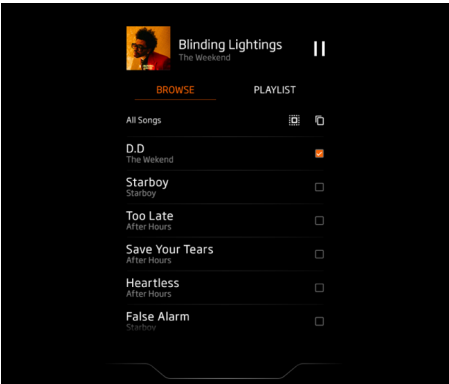 Blinding Lightings
The Weekend
BROWSE PLAYLIST
All Songs
D.D
The Wekend
Starboy
Starboy
Too Late
After Hours
Save Your Tears
After Hours
Heartless
After Hours
False Alarm
Starboy